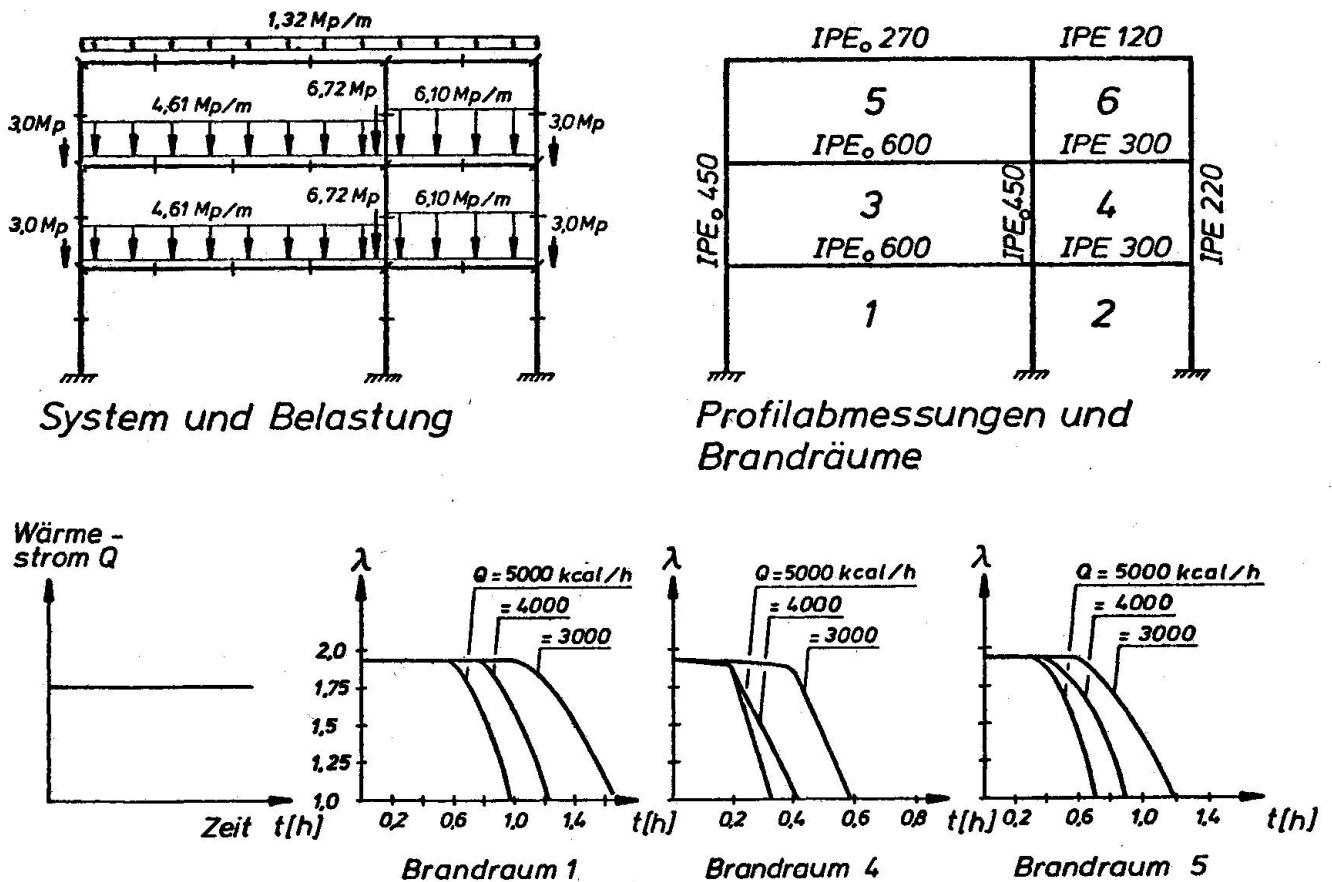 1,32 Mp/m
4,61 Mp/m
6,72 Mp
6,10 Mp/m
3,0Mp
3,0Mp
4,61 Mp/m
6,72 Mp
6,10 Mp/m
3,0Mp
3,0Mp
System und Belastung
IPEₒ 270
IPE 120
5
6
IPEₒ 600
IPE 300
IPEₒ 450
3
IPEₒ450
4
IPE 220
IPEₒ 600
IPE 300
1
2
Profilabmessungen und
Brandräume
Wärme-
strom Q
Zeit t[h]
λ
Q = 5000 kcal/h
= 4000
= 3000
2,0
1,75
1,5
1,25
1,0
0,2 0,6 1,0 1,4 t[h]
Brandraum 1
λ
Q = 5000 kcal/h
= 4000
= 3000
0,2 0,4 0,6 0,8 t[h]
Brandraum 4
λ
Q = 5000 kcal/h
= 4000
= 3000
0,2 0,6 1,2 1,6 t[h]
Brandraum 5